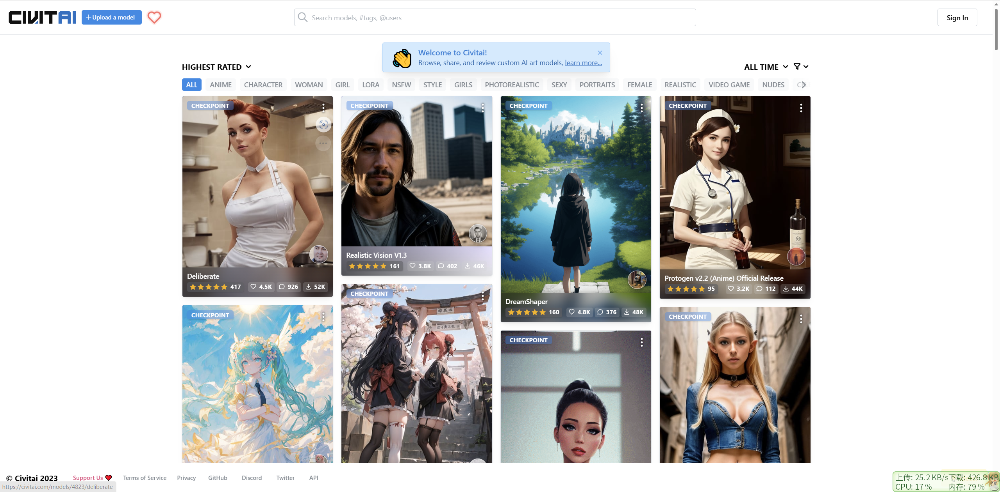 CIVITAI
Upload a model
Search models, #tags, @users
Sign In
Welcome to Civitai!
Browse, share, and review custom AI art models, learn more...
HIGHEST RATED
ALL TIME
ALL ANIME CHARACTER WOMAN GIRL LORA NSFW STYLE GIRLS PHOTOREALISTIC SEXY PORTRAITS FEMALE REALISTIC VIDEO GAME NUDES
CHECKPOINT
Deliberate
417 4.5K 926 52K
CHECKPOINT
Realistic Vision V1.3
161 3.8K 402 46K
CHECKPOINT
DreamShaper
160 4.8K 376 48K
CHECKPOINT
Protogen v2.2 (Anime) Official Release
95 3.2K 112 44K
CHECKPOINT
CHECKPOINT
CHECKPOINT
CHECKPOINT
© Civitai 2023
Support Us Terms of Service Privacy GitHub Discord Twitter API
https://civitai.com/models/4823/deliberate
上传: 25.2 KB/s 下载: 426.8 KB/
CPU: 17 % 内存: 79 %